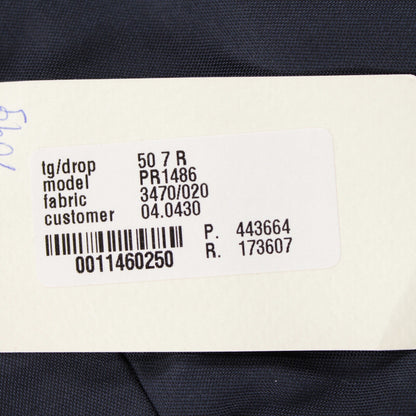 tg/drop 50 7 R
model PR1486
fabric 3470/020
customer 04.0430
P. 443664
0011460250 R. 173607